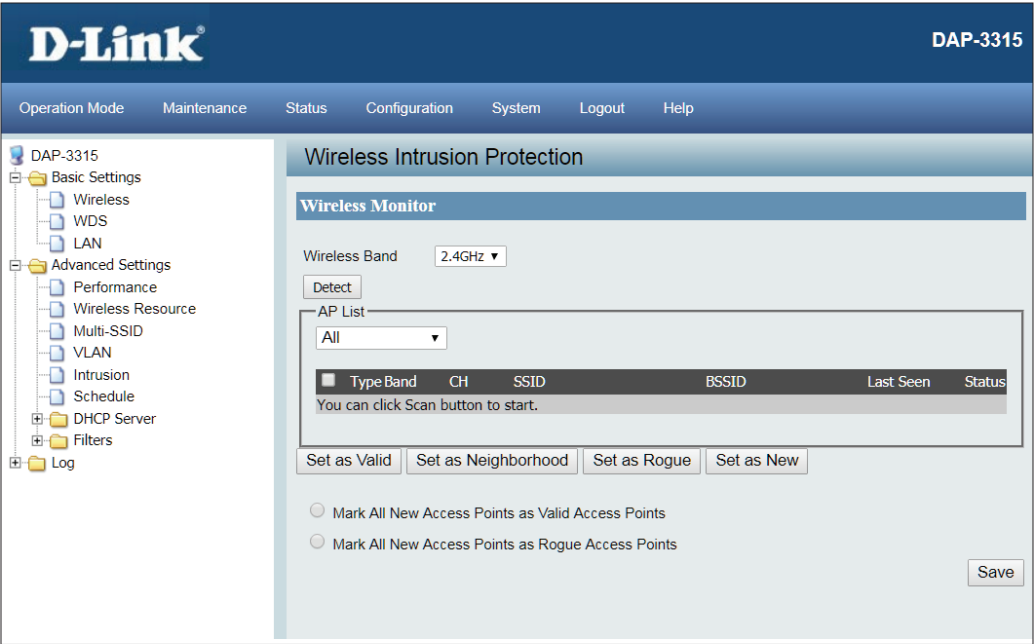 D-Link®
DAP-3315
Operation Mode Maintenance Status Configuration System Logout Help
DAP-3315
Basic Settings
Wireless
WDS
LAN
Advanced Settings
Performance
Wireless Resource
Multi-SSID
VLAN
Intrusion
Schedule
DHCP Server
Filters
Log
Wireless Intrusion Protection
Wireless Monitor
Wireless Band 2.4GHz
Detect
AP List
All
Type Band CH SSID BSSID Last Seen Status
You can click Scan button to start.
Set as Valid Set as Neighborhood Set as Rogue Set as New
Mark All New Access Points as Valid Access Points
Mark All New Access Points as Rogue Access Points
Save